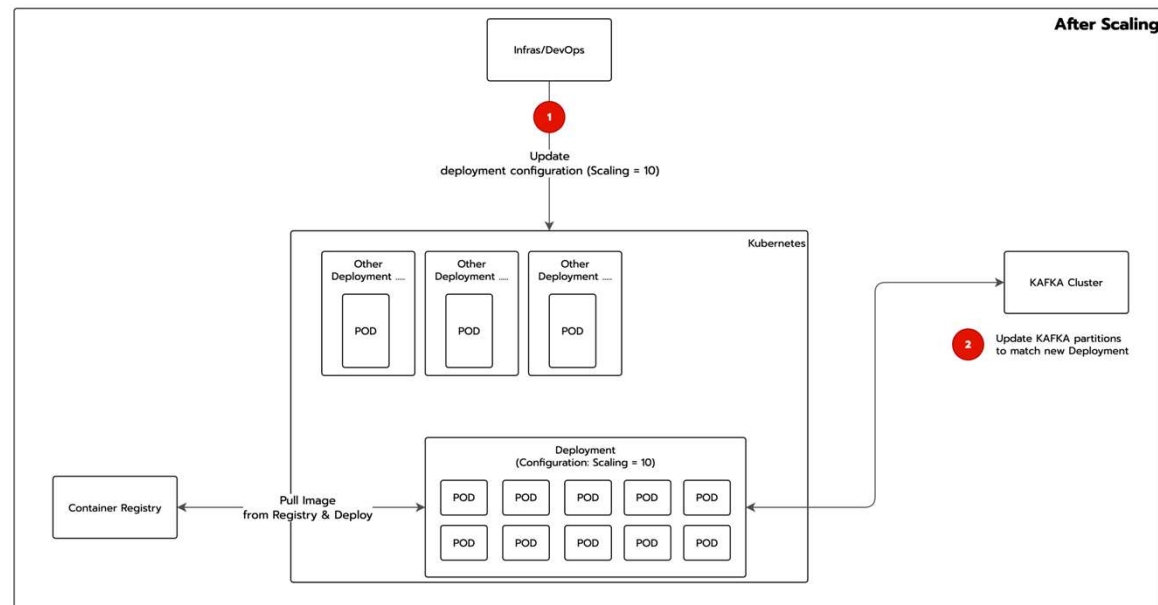 After Scaling
Infras/DevOps
1
Update
deployment configuration (Scaling = 10)
Kubernetes
Other
Deployment .....
POD
Other
Deployment .....
POD
Other
Deployment .....
POD
KAFKA Cluster
2
Update KAFKA partitions
to match new Deployment
Deployment
(Configuration: Scaling = 10)
POD POD POD POD POD
POD POD POD POD POD
Container Registry
Pull Image
from Registry & Deploy